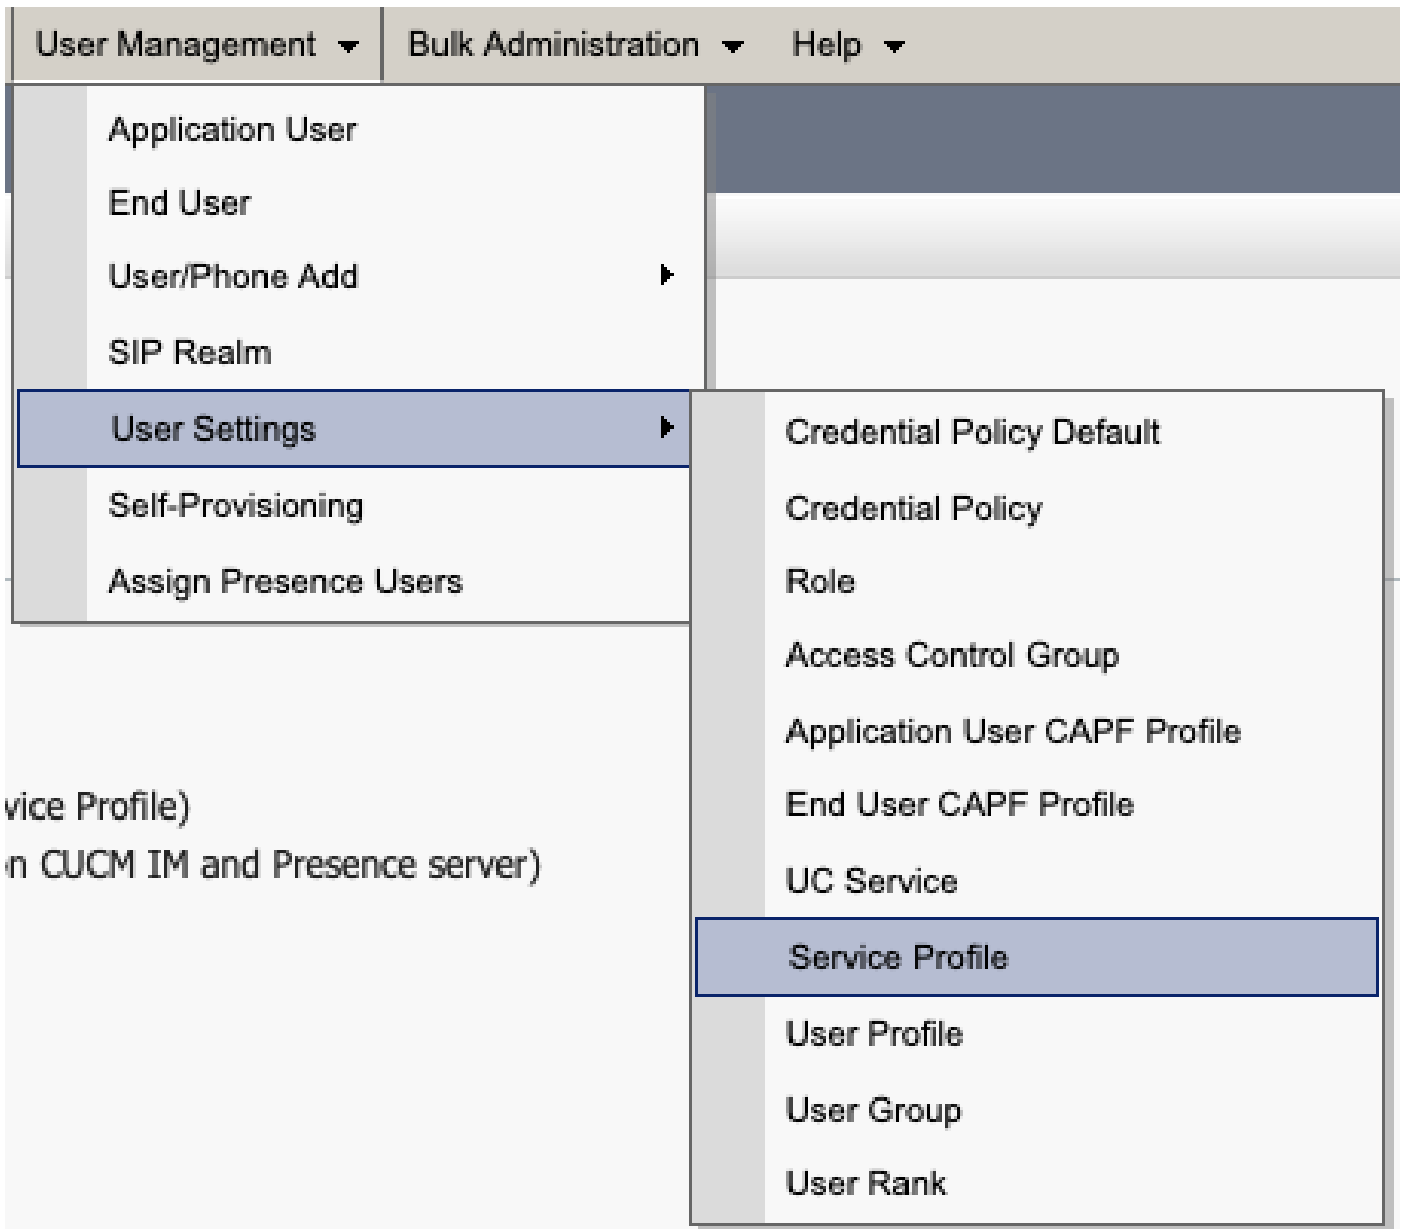 User Management Bulk Administration Help
Application User
End User
User/Phone Add
SIP Realm
User Settings
Self-Provisioning
Assign Presence Users
Credential Policy Default
Credential Policy
Role
Access Control Group
Application User CAPF Profile
End User CAPF Profile
UC Service
Service Profile
User Profile
User Group
User Rank
vice Profile)
n CUCM IM and Presence server)